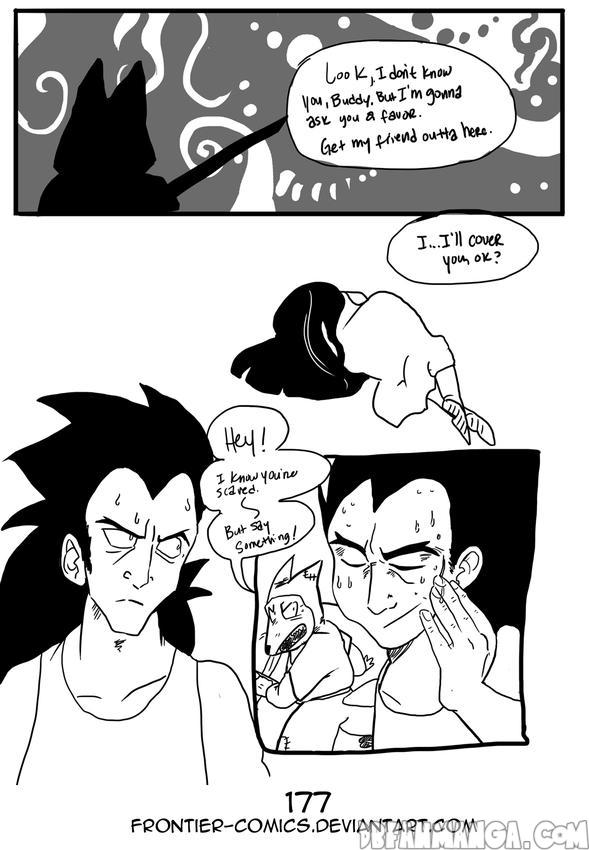 Look, I don't know
you, Buddy. But I'm gonna
ask you a favor.
Get my friend outta here.
I...I'll cover
you, ok?
Hey!
I know you're
scared.
But say
something!
177
FRONTIER-COMICS.DEVIANTART.COM
DBFANMANGA.COM